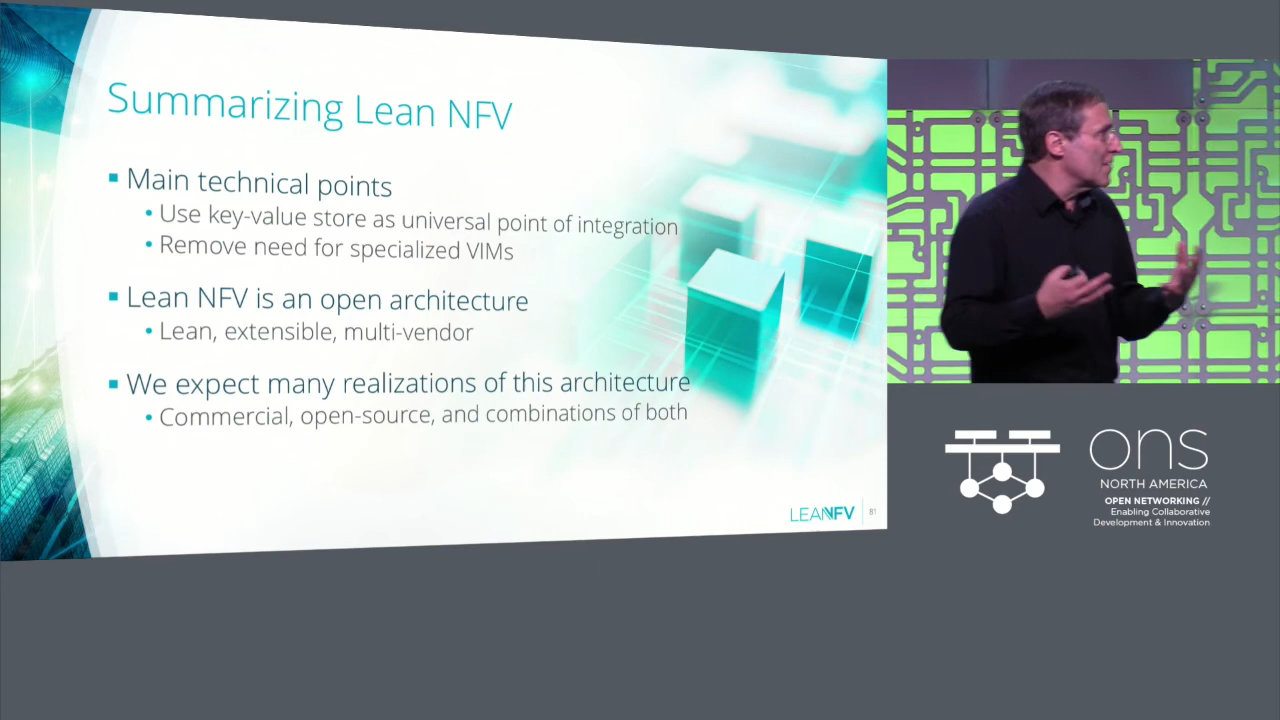 Summarizing Lean NFV
▪ Main technical points
• Use key-value store as universal point of integration
• Remove need for specialized VIMs
▪ Lean NFV is an open architecture
• Lean, extensible, multi-vendor
▪ We expect many realizations of this architecture
• Commercial, open-source, and combinations of both
LEANFV
81
ons
NORTH AMERICA
OPEN NETWORKING //
Enabling Collaborative
Development & Innovation